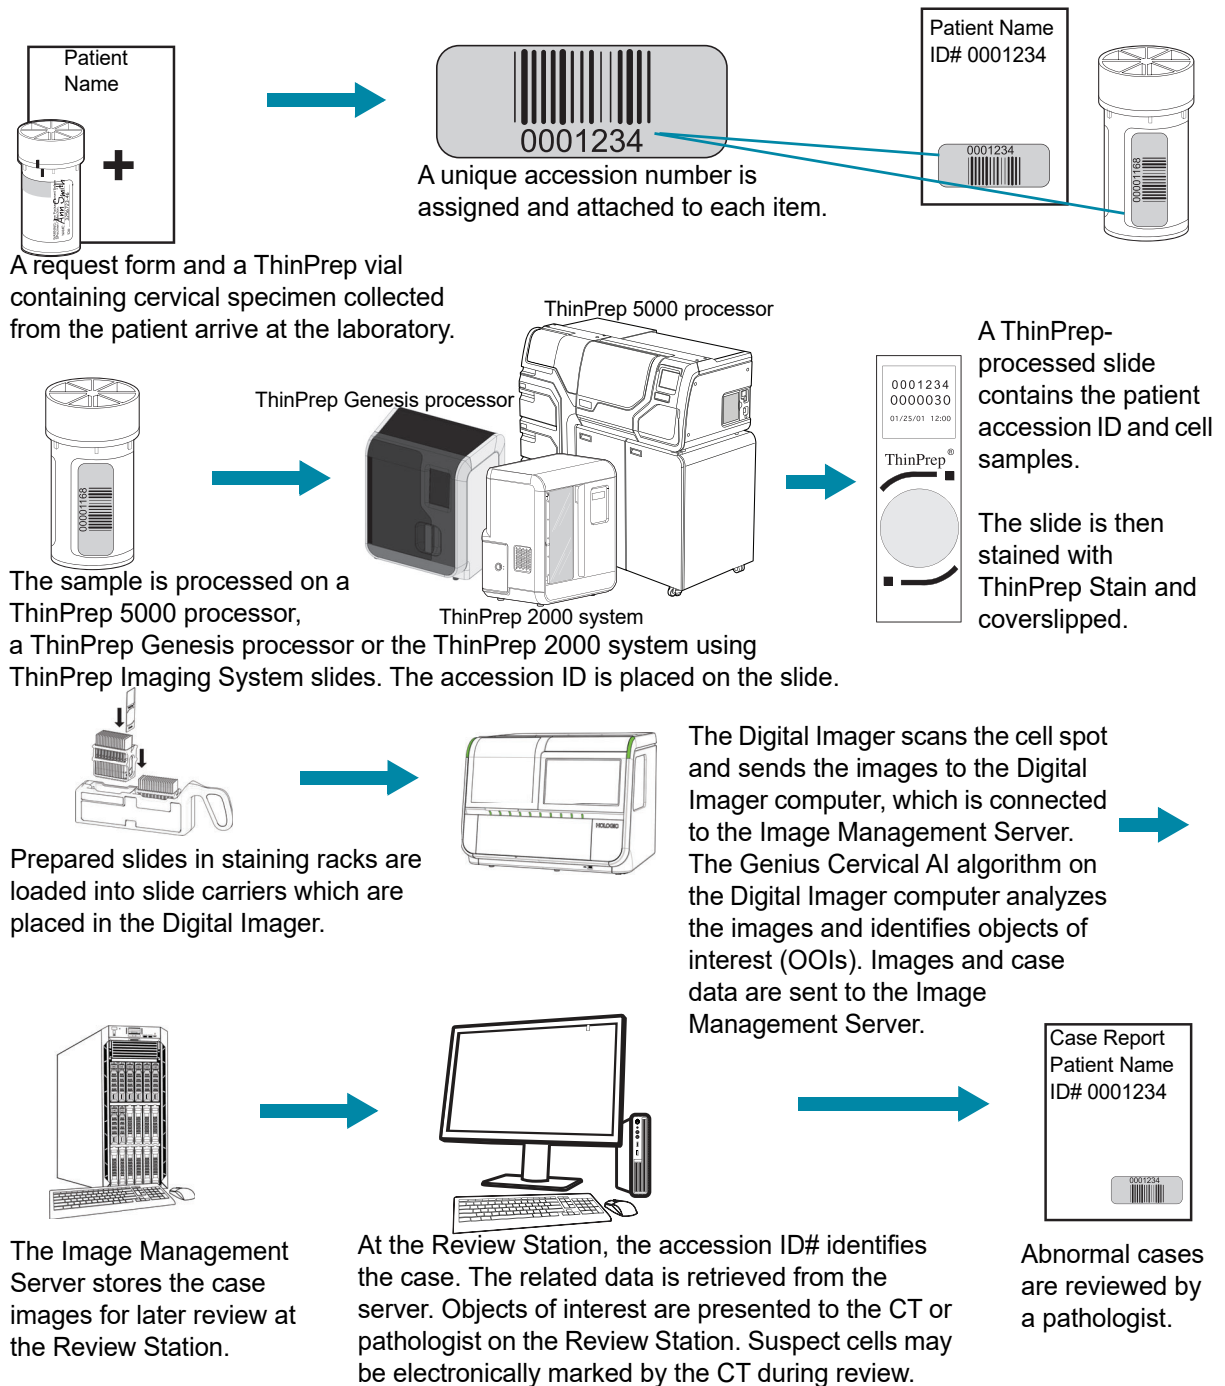 Patient
Name
Ann Smith
0001234
Patient Name
ID# 0001234
0001234
00001168
A unique accession number is
assigned and attached to each item.
A request form and a ThinPrep vial
containing cervical specimen collected
from the patient arrive at the laboratory.
ThinPrep 5000 processor
ThinPrep Genesis processor
ThinPrep 2000 system
00001168
0001234
0000030
01/25/01 12:00
ThinPrep®
A ThinPrep-
processed slide
contains the patient
accession ID and cell
samples.
The slide is then
stained with
ThinPrep Stain and
coverslipped.
The sample is processed on a
ThinPrep 5000 processor,
a ThinPrep Genesis processor or the ThinPrep 2000 system using
ThinPrep Imaging System slides. The accession ID is placed on the slide.
HOLOGIC
Prepared slides in staining racks are
loaded into slide carriers which are
placed in the Digital Imager.
The Digital Imager scans the cell spot
and sends the images to the Digital
Imager computer, which is connected
to the Image Management Server.
The Genius Cervical AI algorithm on
the Digital Imager computer analyzes
the images and identifies objects of
interest (OOIs). Images and case
data are sent to the Image
Management Server.
Case Report
Patient Name
ID# 0001234
0001234
The Image Management
Server stores the case
images for later review at
the Review Station.
At the Review Station, the accession ID# identifies
the case. The related data is retrieved from the
server. Objects of interest are presented to the CT or
pathologist on the Review Station. Suspect cells may
be electronically marked by the CT during review.
Abnormal cases
are reviewed by
a pathologist.